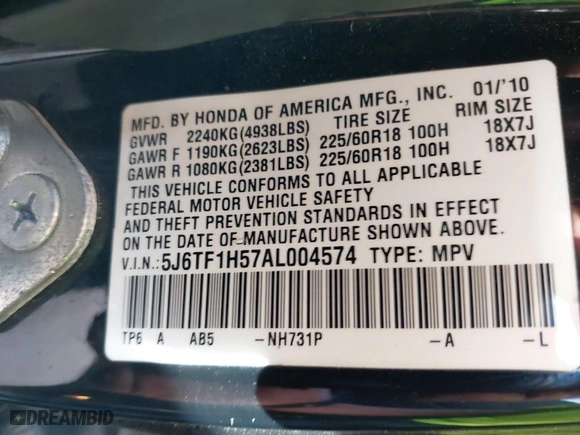 MFD. BY HONDA OF AMERICA MFG., INC. 01/'10
GVWR 2240KG(4938LBS) TIRE SIZE RIM SIZE
GAWR F 1190KG(2623LBS) 225/60R18 100H 18X7J
GAWR R 1080KG(2381LBS) 225/60R18 100H 18X7J
THIS VEHICLE CONFORMS TO ALL APPLICABLE
FEDERAL MOTOR VEHICLE SAFETY
AND THEFT PREVENTION STANDARDS IN EFFECT
ON THE DATE OF MANUFACTURE SHOWN ABOVE.
V.I.N.: 5J6TF1H57AL004574 TYPE: MPV
TP6 A AB5 -NH731P -A -L
DREAMBID